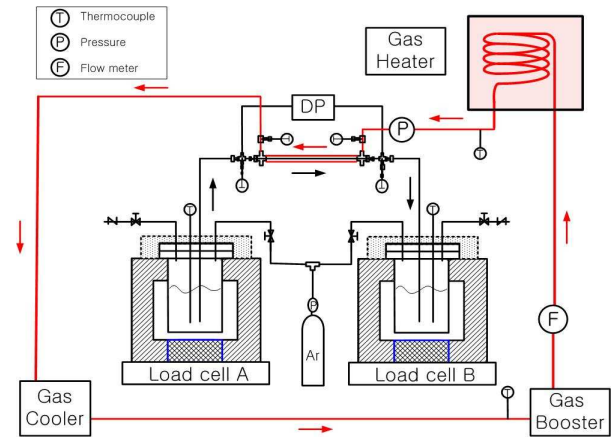 T Thermocouple
P Pressure
F Flow meter
Gas
Heater
DP
P
T
T
T
T
T
T
T
F
P
Ar
Load cell A
Load cell B
Gas
Cooler
T
Gas
Booster